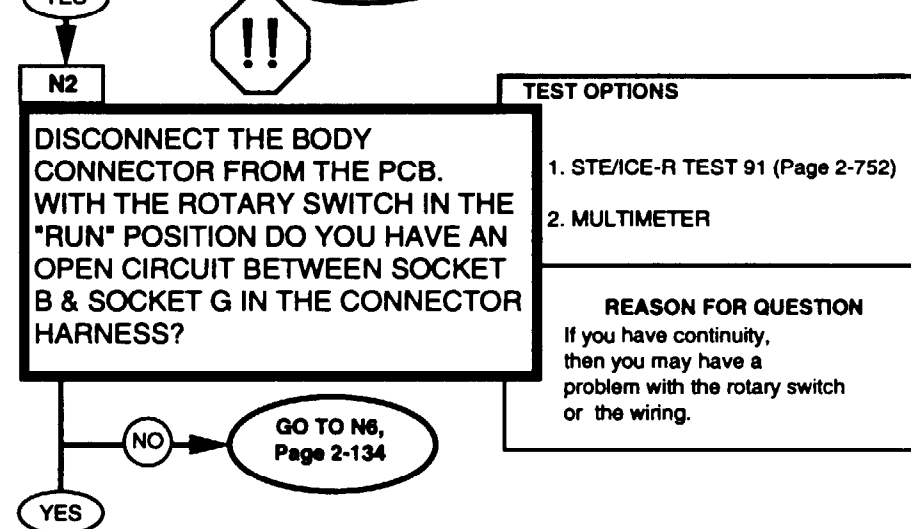 YES
!!
N2
DISCONNECT THE BODY
CONNECTOR FROM THE PCB.
WITH THE ROTARY SWITCH IN THE
"RUN" POSITION DO YOU HAVE AN
OPEN CIRCUIT BETWEEN SOCKET
B & SOCKET G IN THE CONNECTOR
HARNESS?
TEST OPTIONS
1. STE/ICE-R TEST 91 (Page 2-752)
2. MULTIMETER
REASON FOR QUESTION
If you have continuity,
then you may have a
problem with the rotary switch
or the wiring.
NO
GO TO N6,
Page 2-134
YES